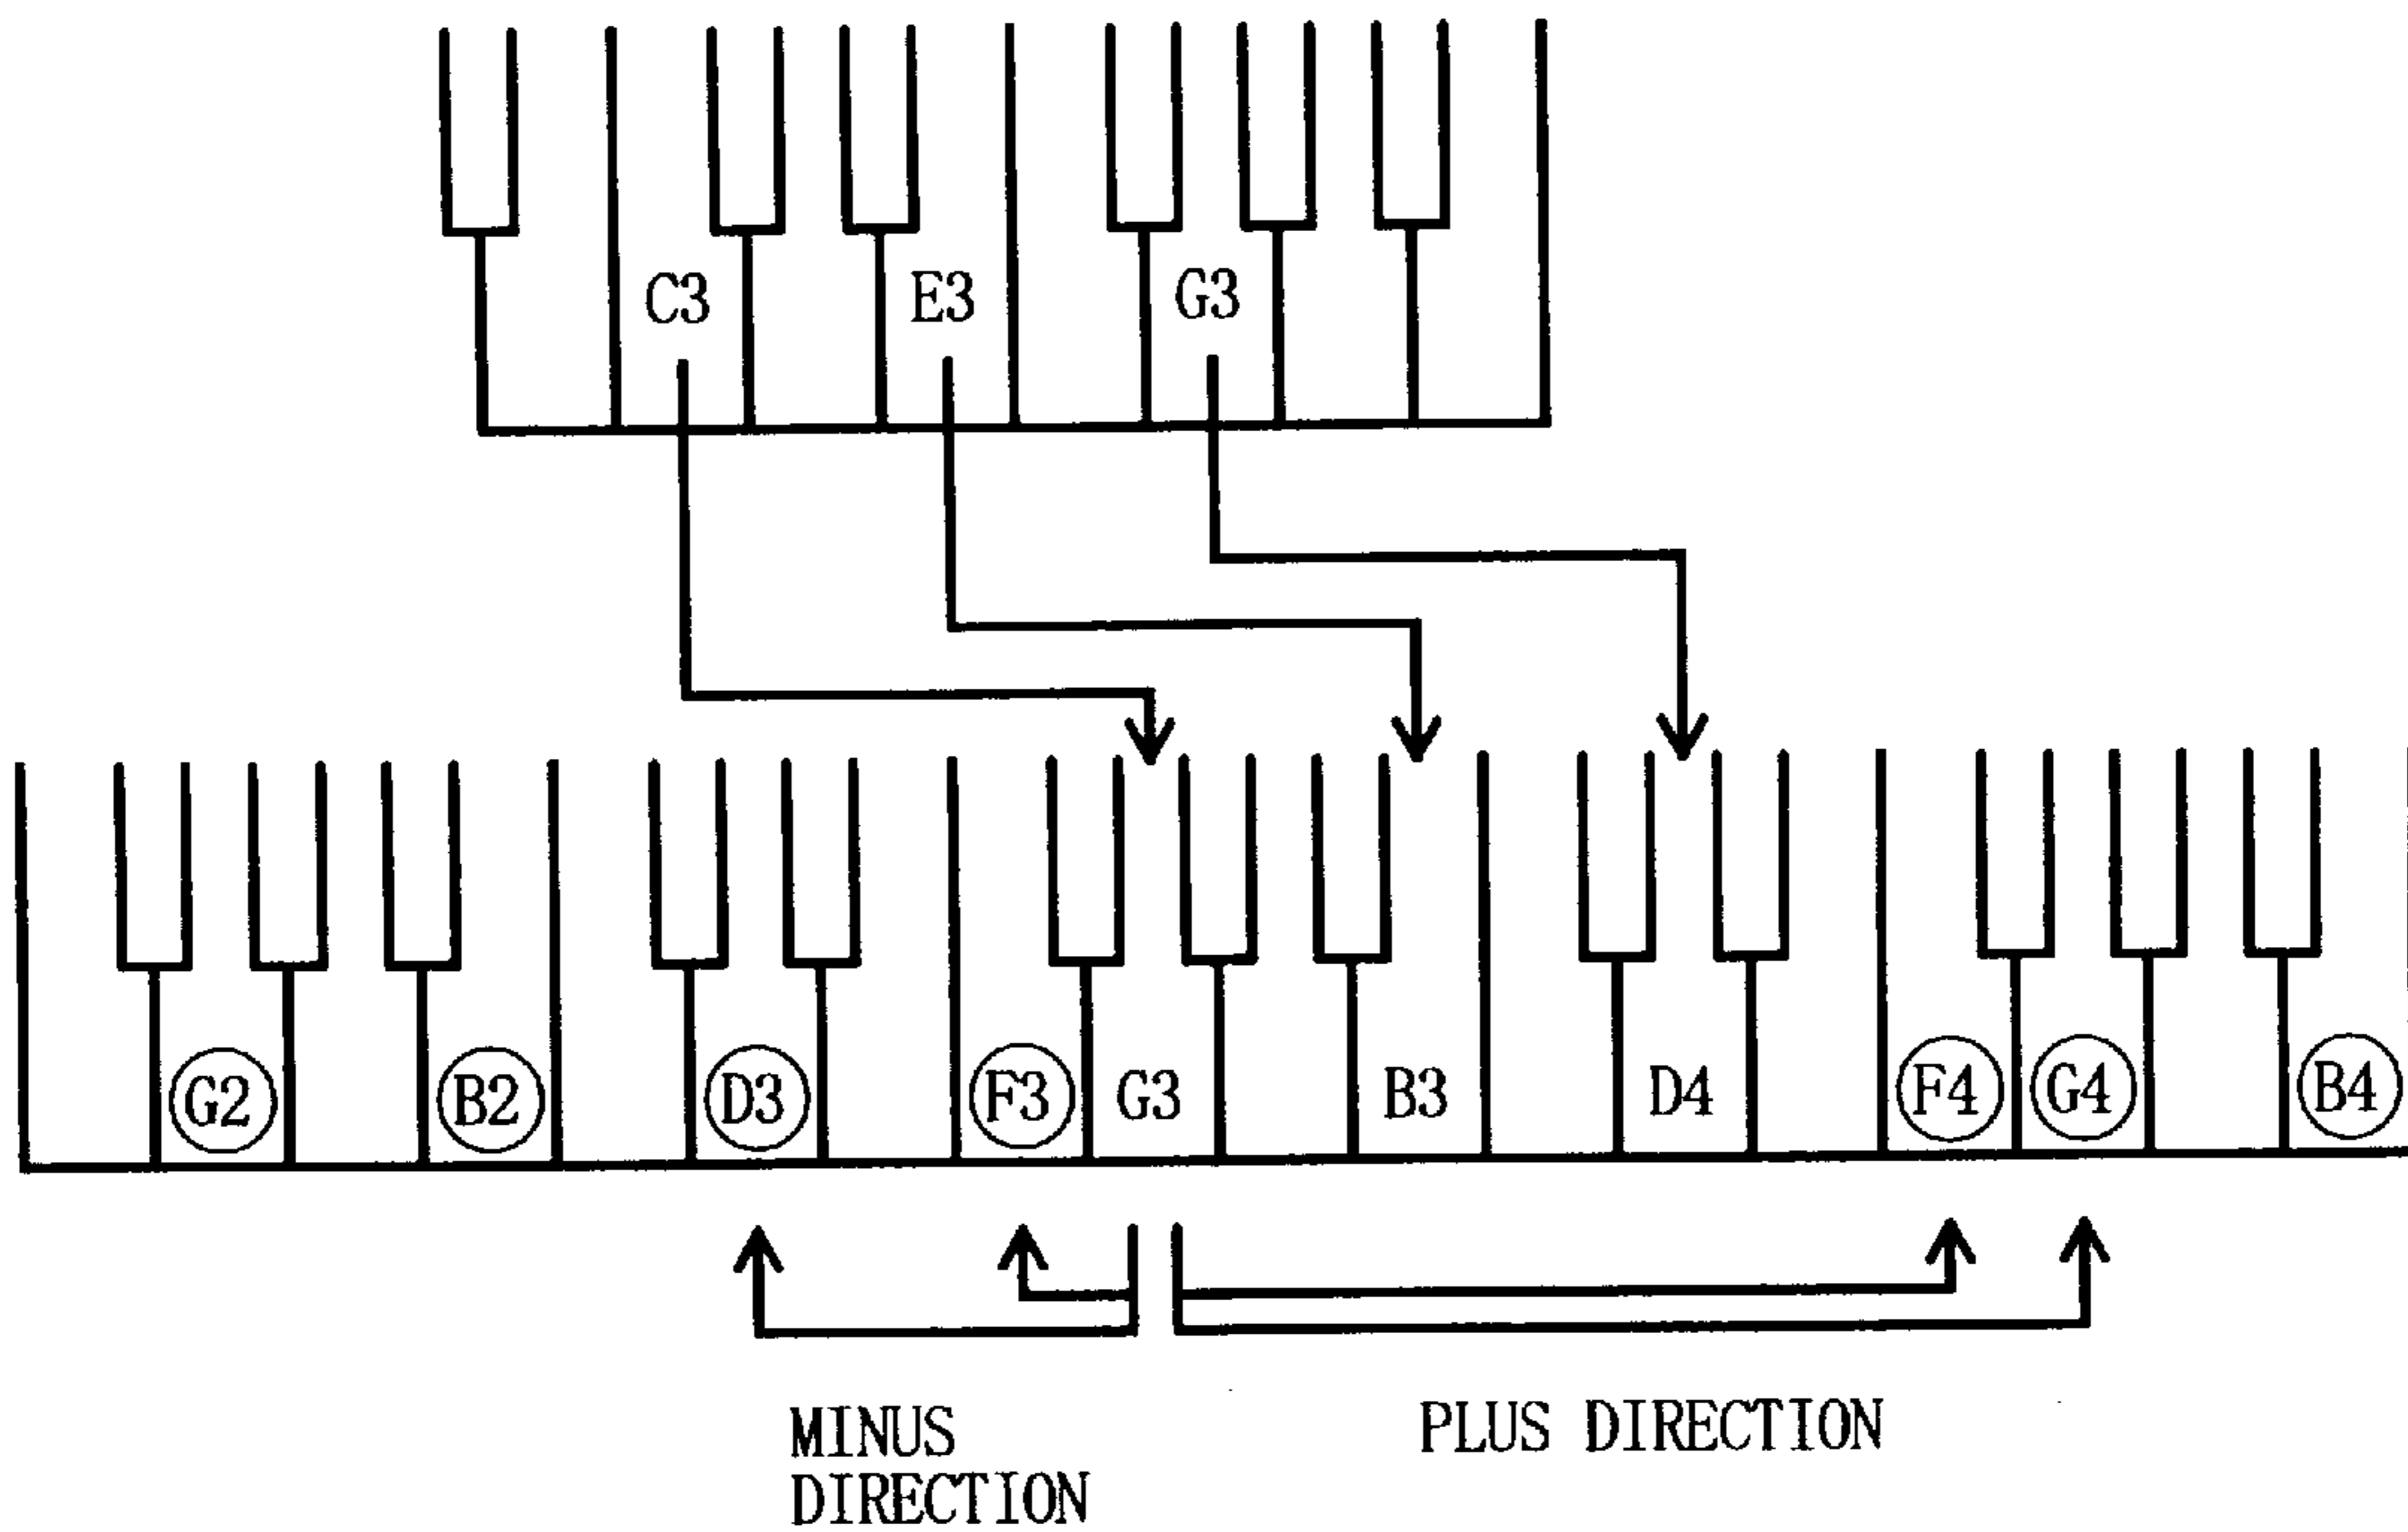 C3 E3 G3
G2 B2 D3 F3 G3 B3 D4 F4 G4 B4
MINUS
DIRECTION
PLUS DIRECTION